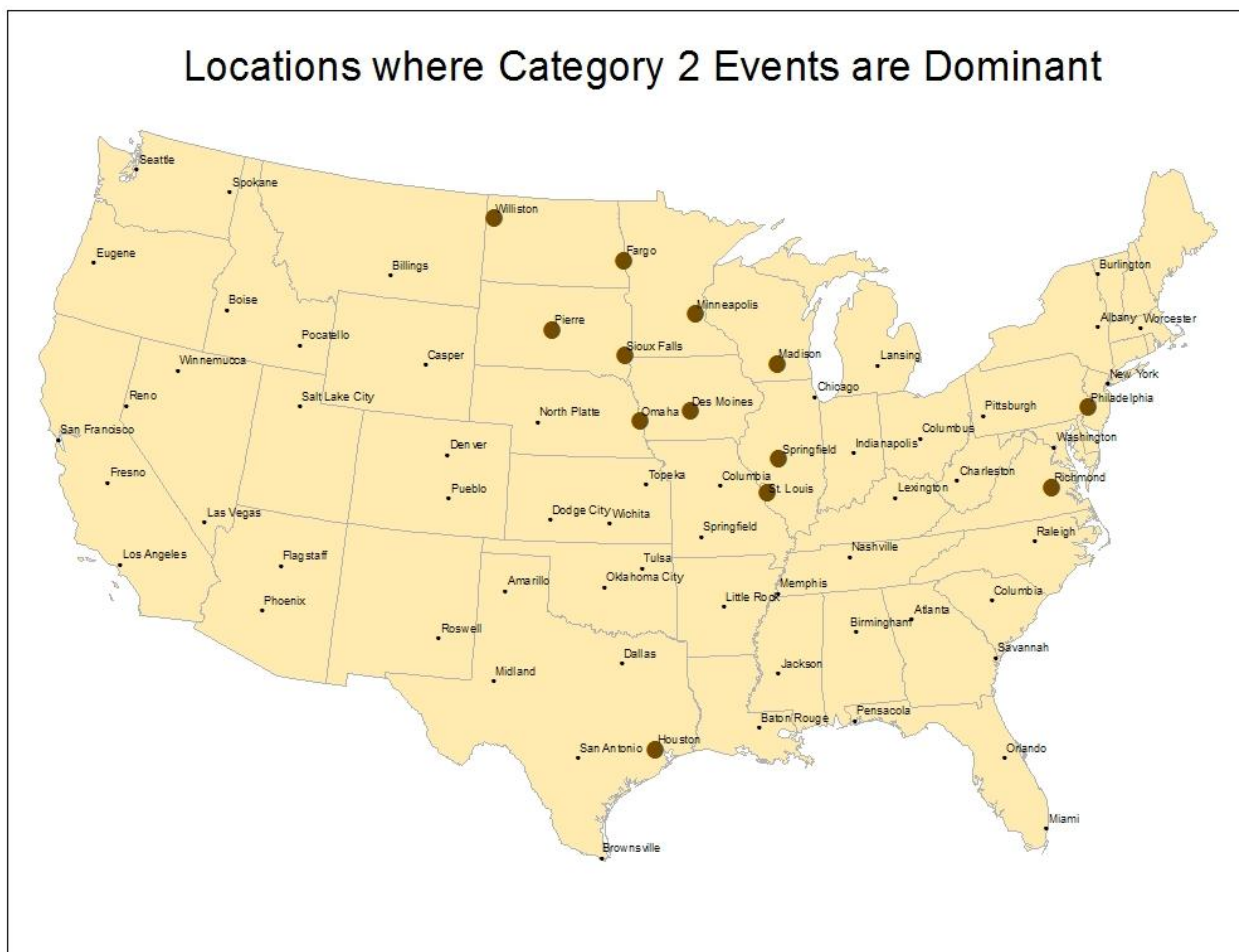 Locations where Category 2 Events are Dominant
Seattle
Spokane
Williston
Fargo
Eugene
Billings
Burlington
Boise
Minneapolis
Pierre
Albany
Worcester
Pocatello
Sioux Falls
Winnemucca
Casper
Madison
Lansing
New York
Chicago
Reno
Salt Lake City
North Platte
Omaha
Des Moines
Pittsburgh
Philadelphia
San Francisco
Denver
Springfield
Indianapolis
Columbus
Washington
Fresno
Pueblo
Topeka
Columbia
St. Louis
Lexington
Charleston
Richmond
Las Vegas
Dodge City
Wichita
Springfield
Raleigh
Los Angeles
Flagstaff
Tulsa
Nashville
Amarillo
Oklahoma City
Memphis
Phoenix
Little Rock
Columbia
Roswell
Birmingham
Atlanta
Dallas
Savannah
Midland
Jackson
Baton Rouge
Pensacola
San Antonio
Houston
Orlando
Miami
Brownsville